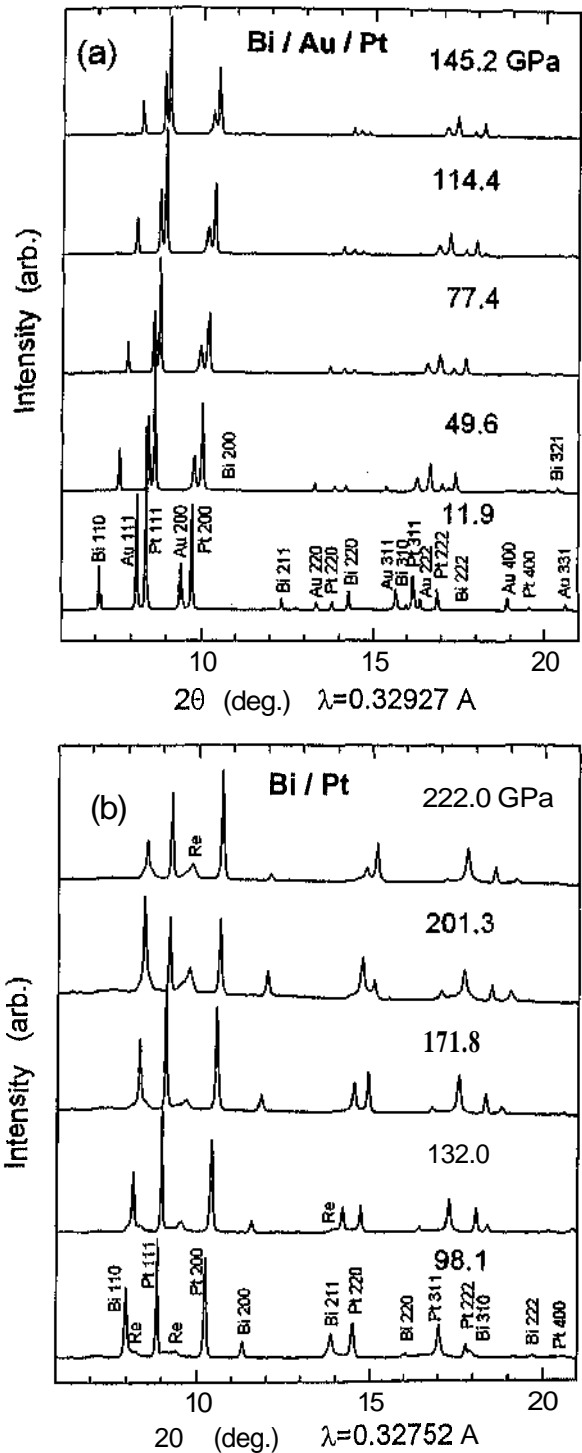 (a)
Bi / Au / Pt
145.2 GPa
114.4
77.4
49.6
11.9
Intensity (arb.)
Bi 110
Au 111
Pt 111
Au 200
Pt 200
Bi 200
Bi 211
Au 220
Pt 220
Bi 220
Au 311
Bi 310
Pt 311
Au 222
Pt 222
Bi 222
Au 400
Pt 400
Bi 321
Au 331
10 15 20
2θ (deg.) λ=0.32927 A
(b)
Bi / Pt
222.0 GPa
201.3
171.8
132.0
98.1
Intensity (arb.)
Re
Re
Bi 110
Re
Pt 111
Re
Pt 200
Bi 200
Bi 211
Pt 220
Bi 220
Pt 311
Pt 222
Bi 310
Bi 222
Pt 400
10 15 20
20 (deg.) λ=0.32752 A